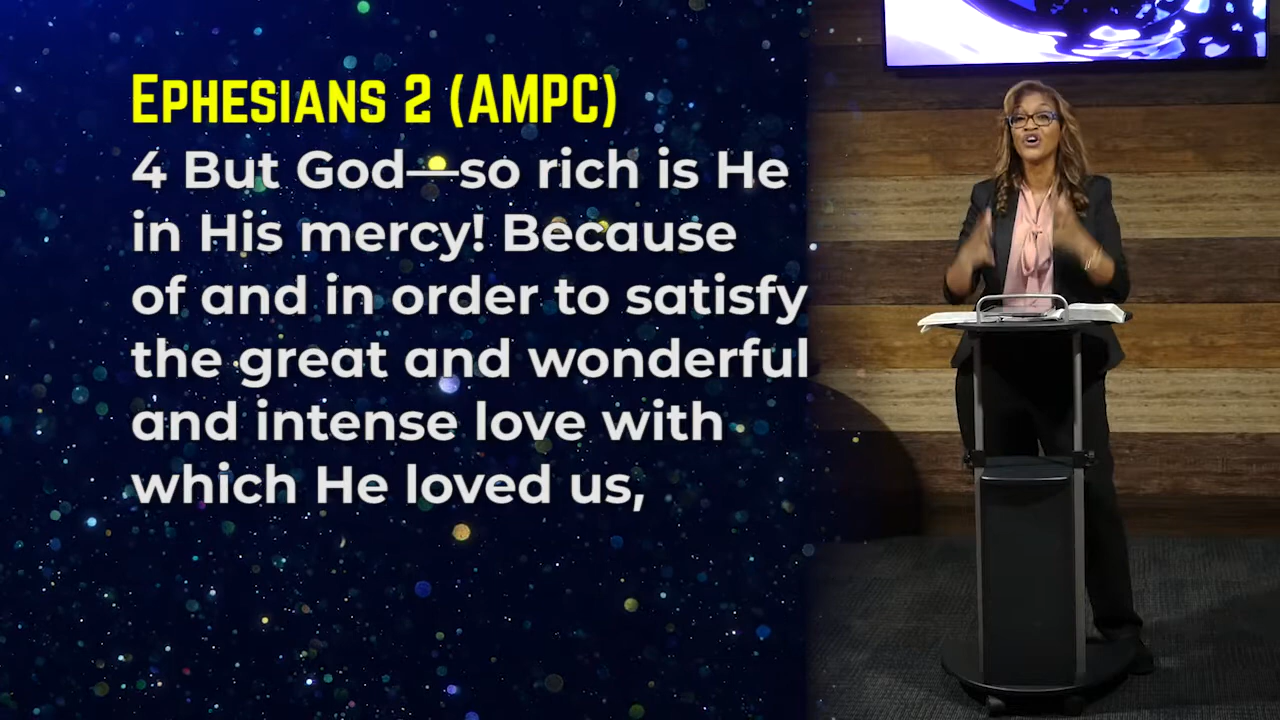 Ephesians 2 (AMPC)
4 But God—so rich is He
in His mercy! Because
of and in order to satisfy
the great and wonderful
and intense love with
which He loved us,